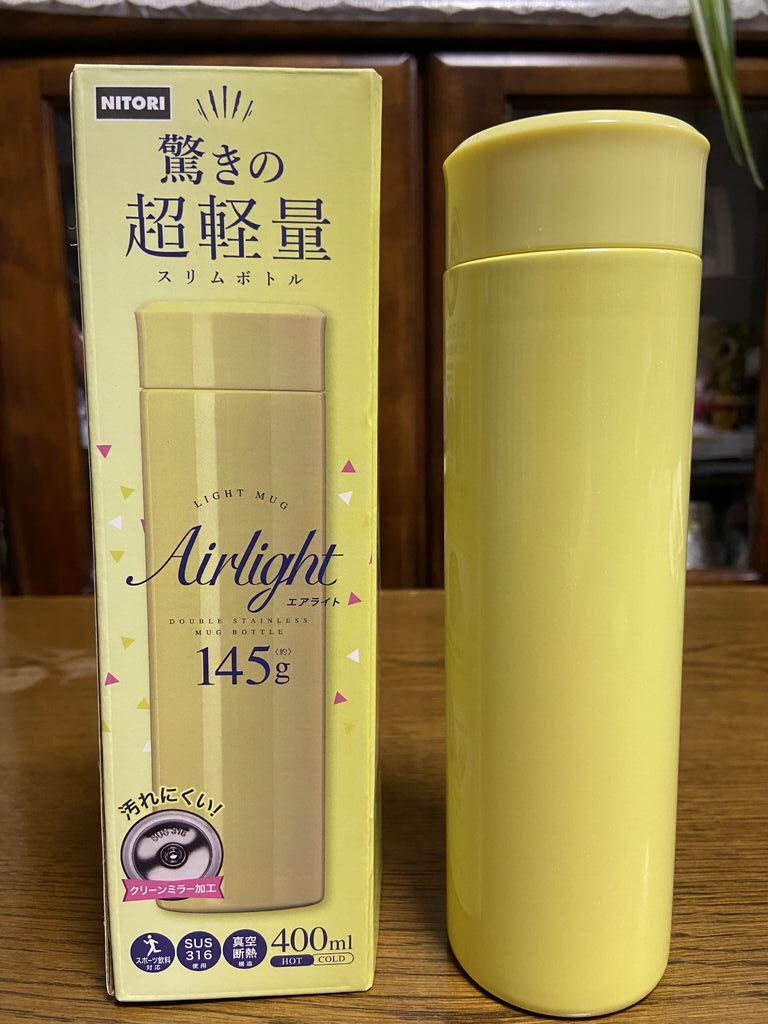 NITORI
驚きの
超軽量
スリムボトル
LIGHT MUG
Airlight
エアライト
DOUBLE STAINLESS
MUG BOTTLE
145g
〈約〉
汚れにくい!
SUS 316
クリーンミラー加工
スポーツ飲料
対応
SUS
316
使用
真空
断熱
構造
400ml
HOT COLD